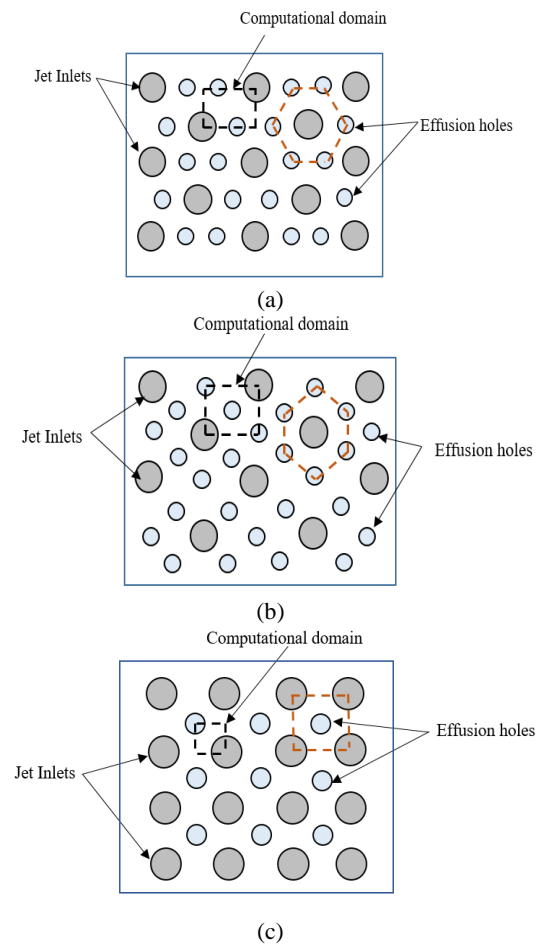 Computational domain
Jet Inlets
Effusion holes
(a)
Computational domain
Jet Inlets
Effusion holes
(b)
Computational domain
Effusion holes
Jet Inlets
(c)